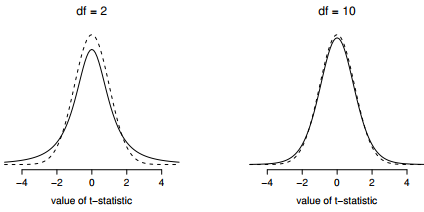 df = 2
−4 −2 0 2 4
value of t−statistic
df = 10
−4 −2 0 2 4
value of t−statistic